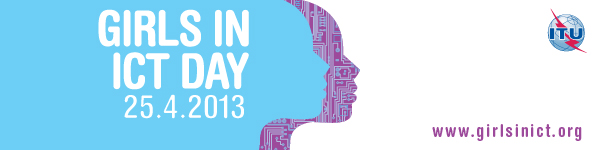 GIRLS IN
ICT DAY
25.4.2013
ITU
www.girlsinict.org